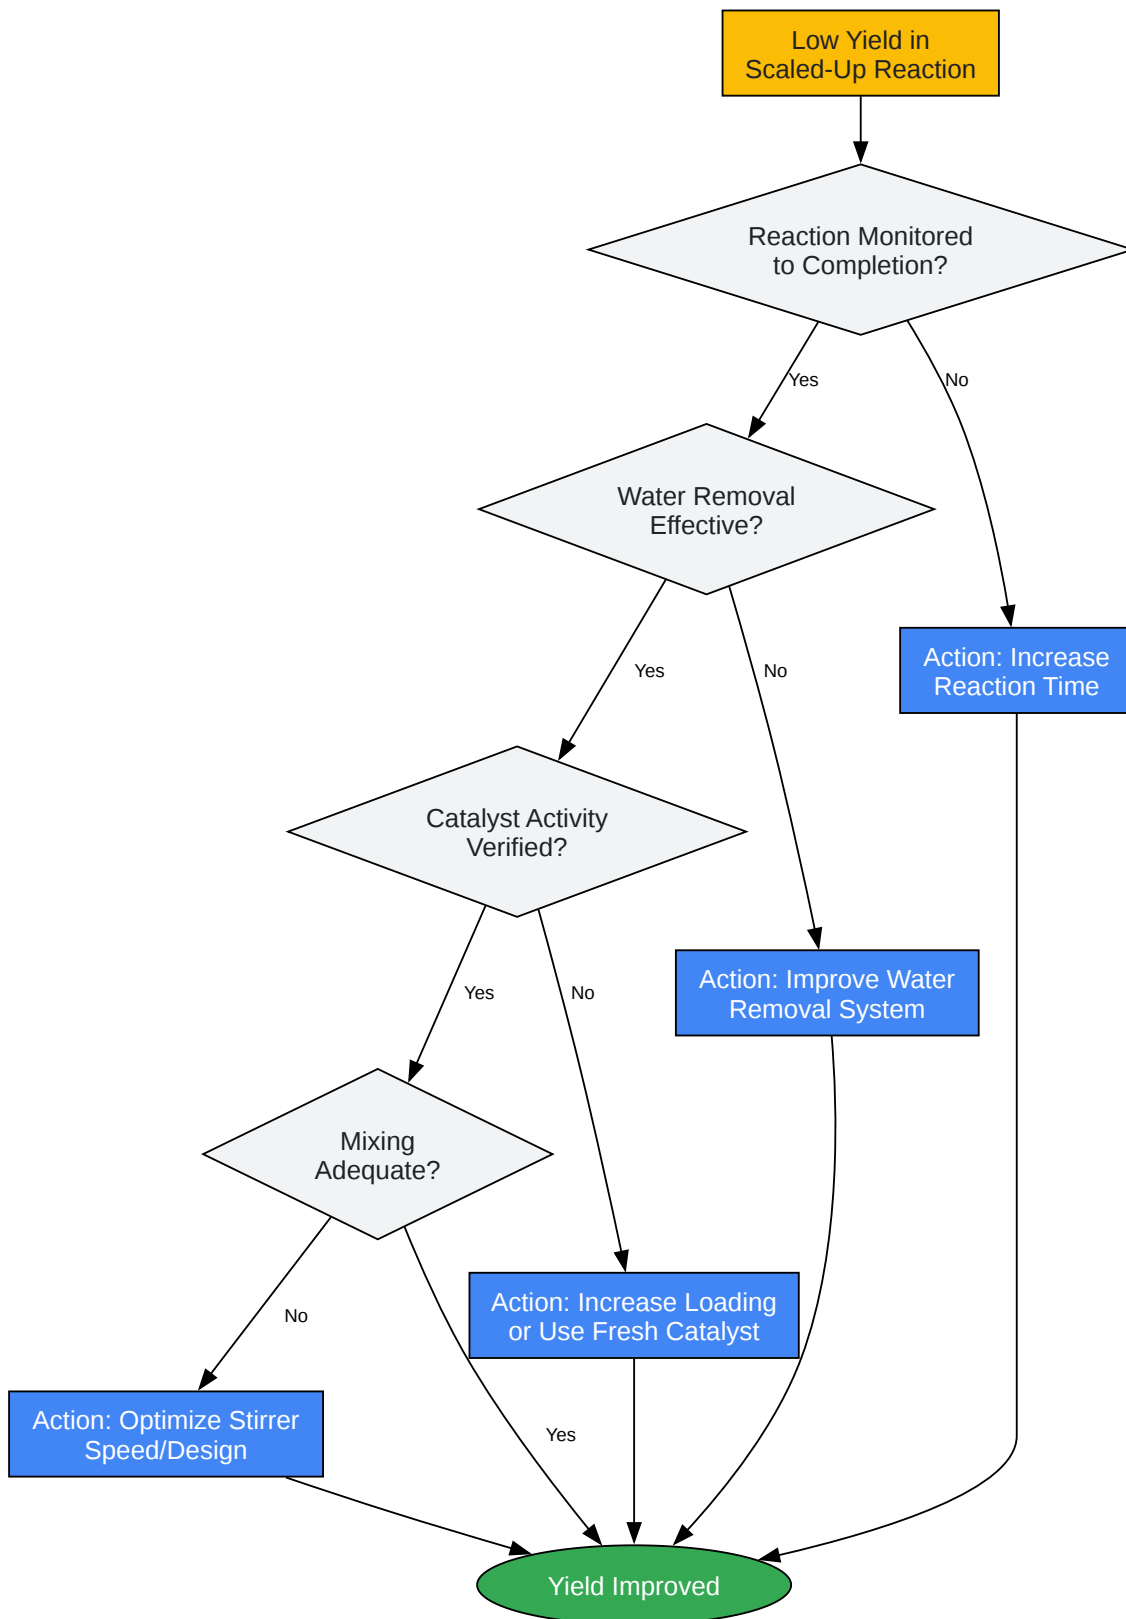 Low Yield in
Scaled-Up Reaction
Reaction Monitored
to Completion?
Yes
No
Water Removal
Effective?
Yes
No
Action: Increase
Reaction Time
Catalyst Activity
Verified?
Yes
No
Action: Improve Water
Removal System
Mixing
Adequate?
No
Yes
Action: Increase Loading
or Use Fresh Catalyst
Action: Optimize Stirrer
Speed/Design
Yield Improved